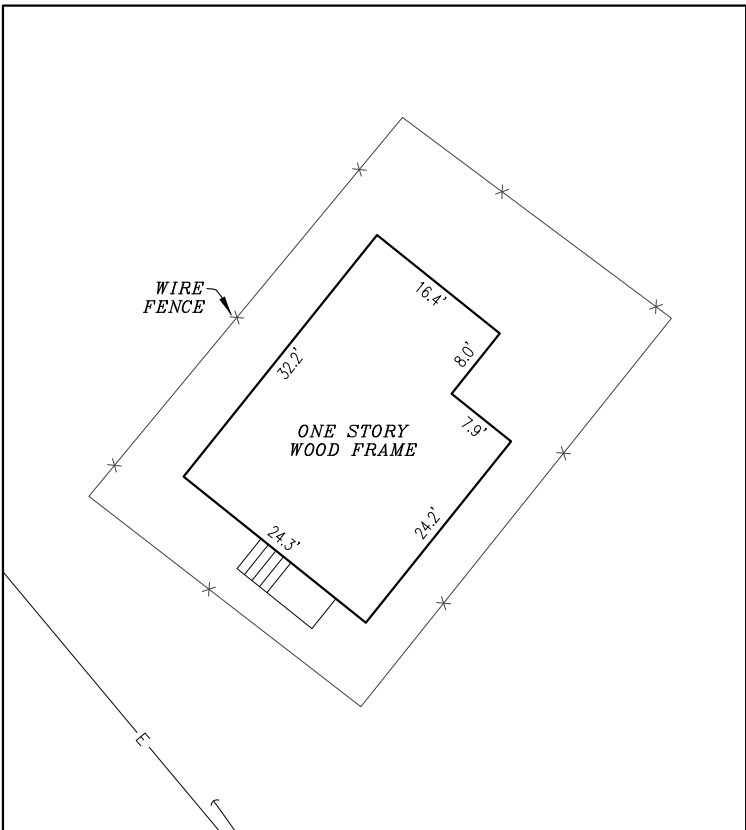 16.4'
WIRE
FENCE
8.0'
32.2'
7.9'
ONE STORY
WOOD FRAME
24.2'
24.3'
E